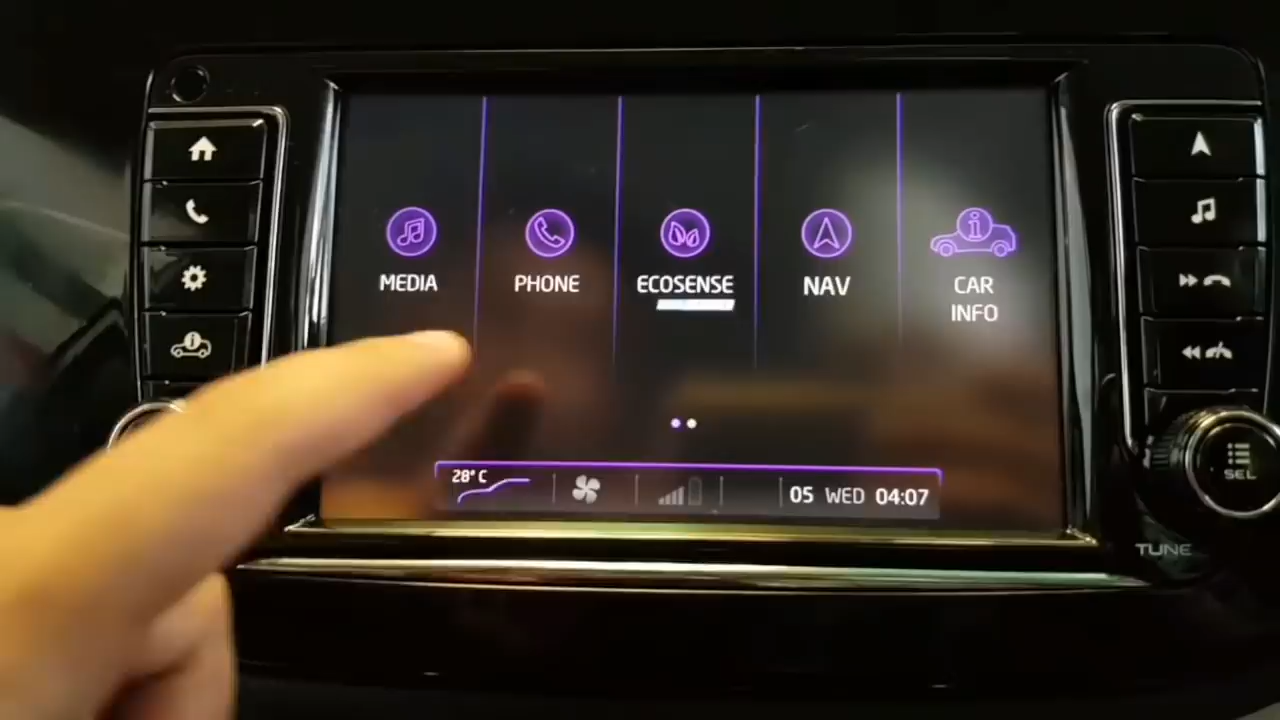 MEDIA
PHONE
ECOSENSE
NAV
CAR
INFO
28°C
05 WED 04:07
SEL
TUNE